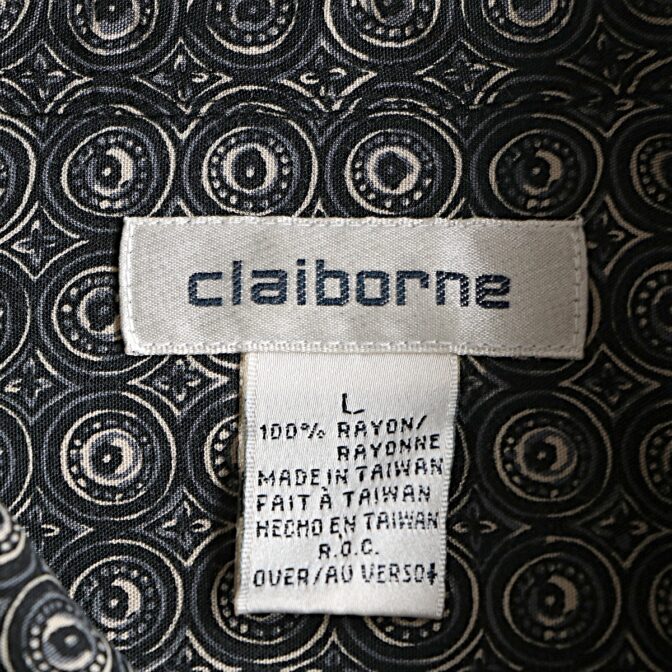 claiborne
L
100% RAYON/
RAYONNE
MADE IN TAIWAN
FAIT À TAIWAN
HECHO EN TAIWAN
R.O.C.
OVER/AU VERSO↓